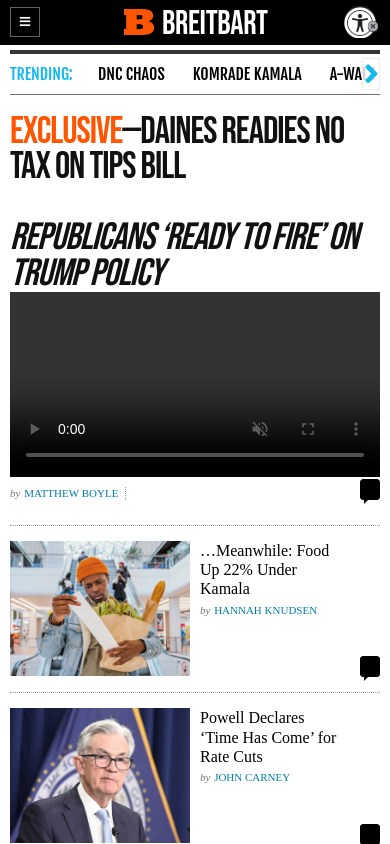 BREITBART
TRENDING:
DNC CHAOS
KOMRADE KAMALA
A-WA
EXCLUSIVE—DAINES READIES NO
TAX ON TIPS BILL
REPUBLICANS ‘READY TO FIRE’ ON
TRUMP POLICY
0:00
by MATTHEW BOYLE
…Meanwhile: Food
Up 22% Under
Kamala
by HANNAH KNUDSEN
Powell Declares
‘Time Has Come’ for
Rate Cuts
by JOHN CARNEY